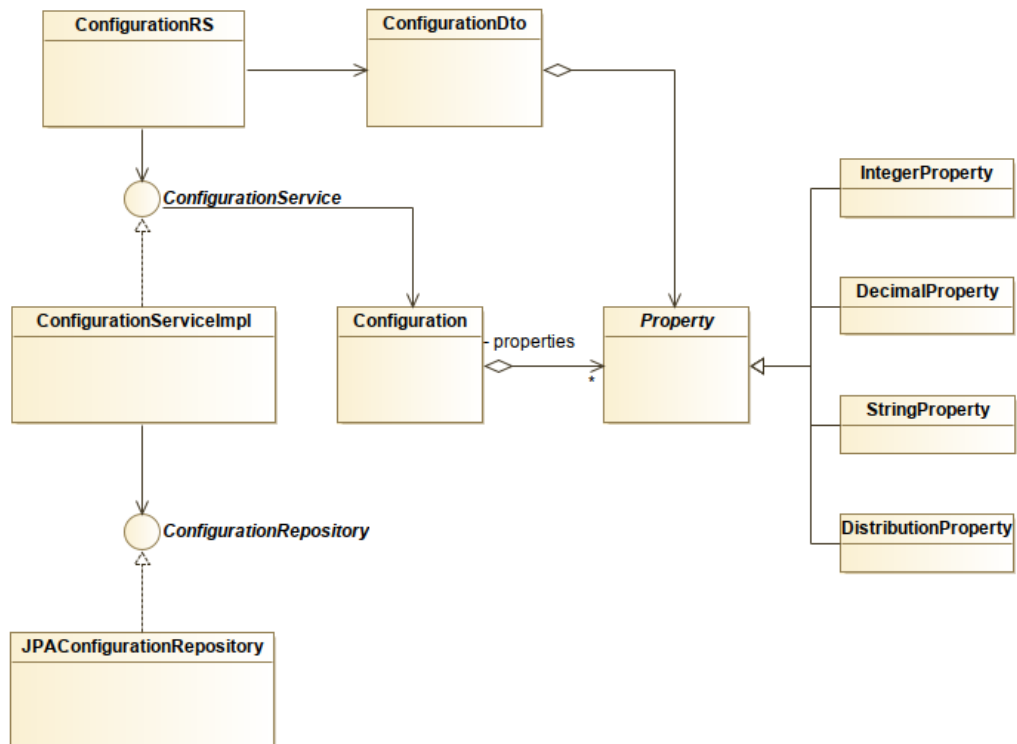 ConfigurationRS
ConfigurationDto
ConfigurationService
IntegerProperty
DecimalProperty
ConfigurationServiceImpl
Configuration
Property
- properties
*
StringProperty
DistributionProperty
ConfigurationRepository
JPAConfigurationRepository